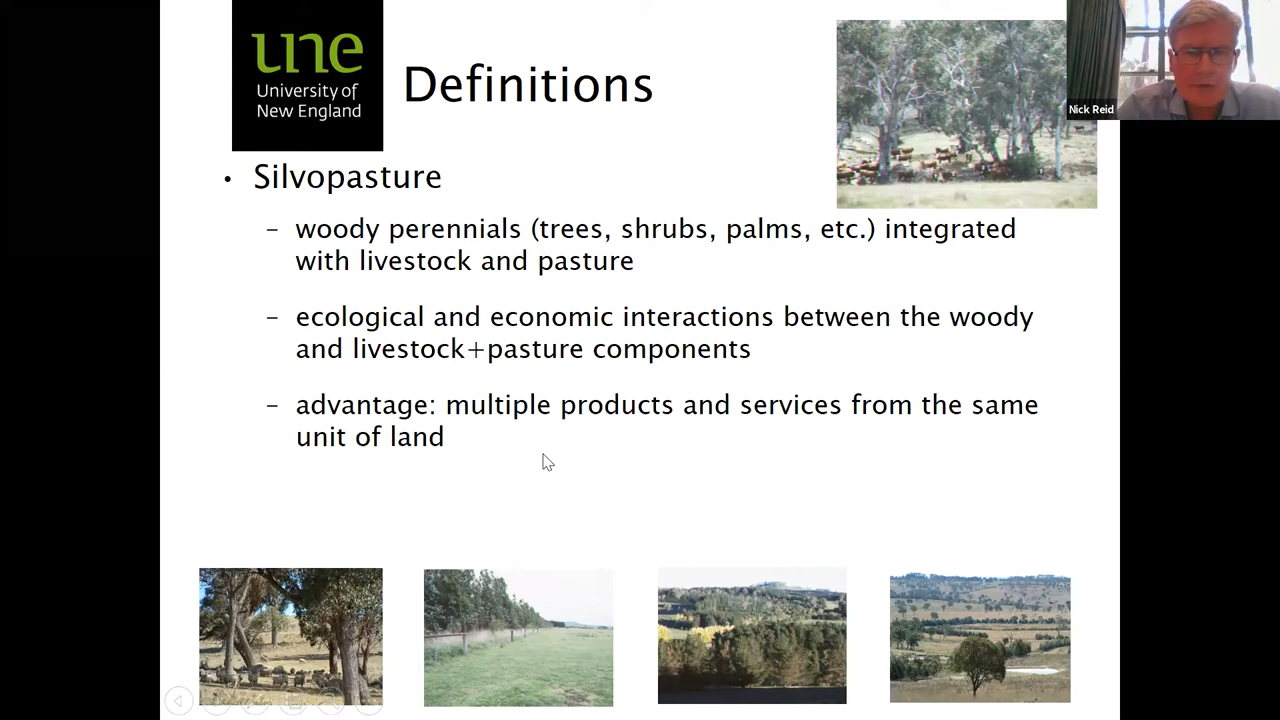 une
University of
New England
Definitions
Nick Reid
• Silvopasture
– woody perennials (trees, shrubs, palms, etc.) integrated
with livestock and pasture
– ecological and economic interactions between the woody
and livestock+pasture components
– advantage: multiple products and services from the same
unit of land